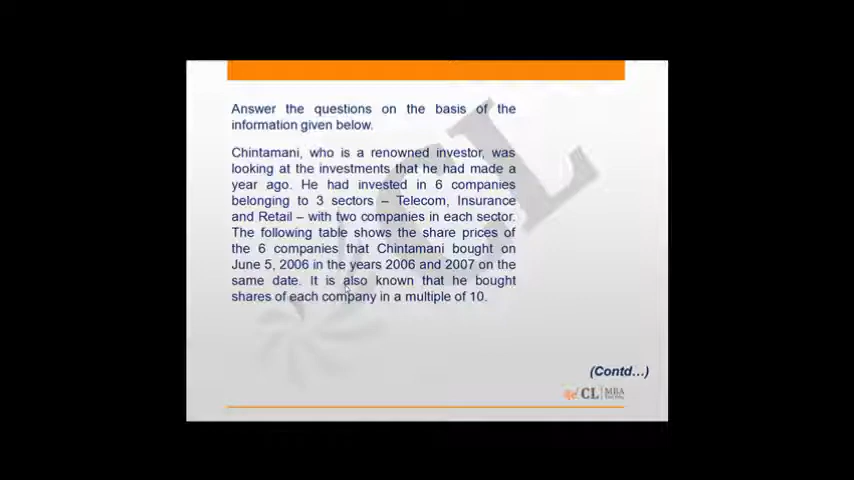 Answer the questions on the basis of the
information given below.
Chintamani, who is a renowned investor, was
looking at the investments that he had made a
year ago. He had invested in 6 companies
belonging to 3 sectors – Telecom, Insurance
and Retail – with two companies in each sector.
The following table shows the share prices of
the 6 companies that Chintamani bought on
June 5, 2006 in the years 2006 and 2007 on the
same date. It is also known that he bought
shares of each company in a multiple of 10.
CL
(Contd...)
CL MBA